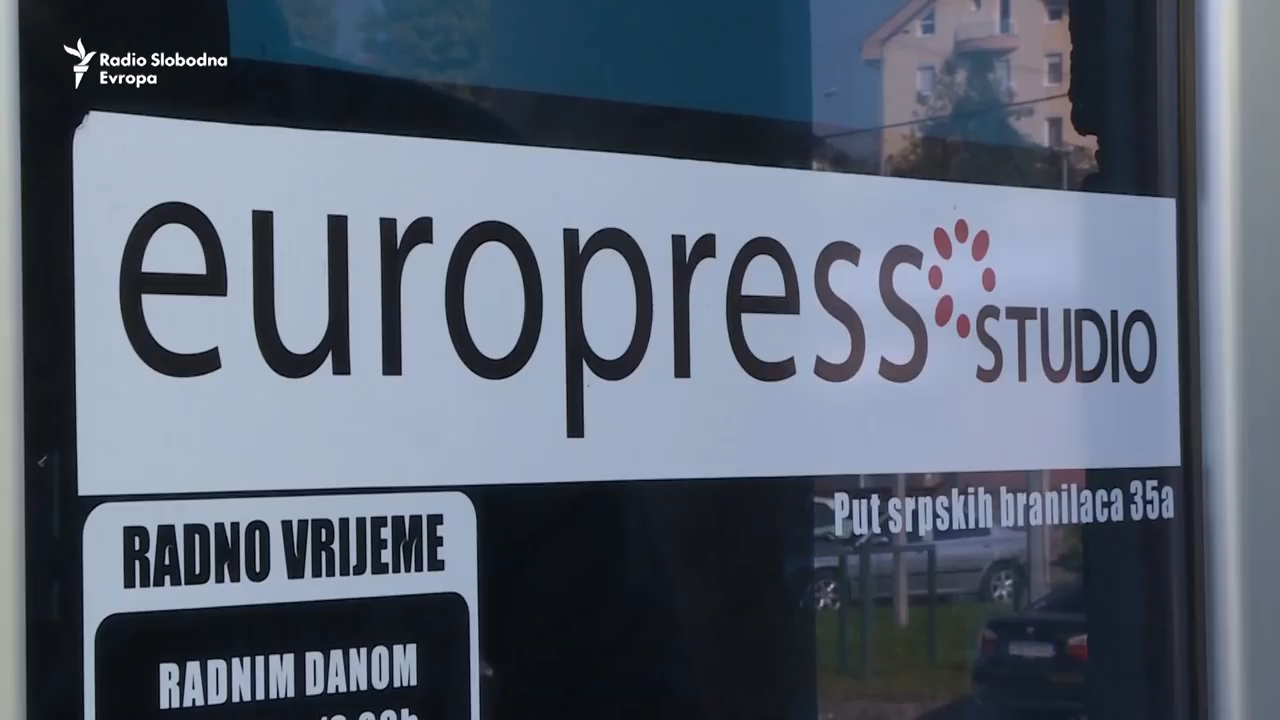 Radio Slobodna
Evropa
europress
STUDIO
Put srpskih branilaca 35a
RADNO VRIJEME
RADNIM DANOM